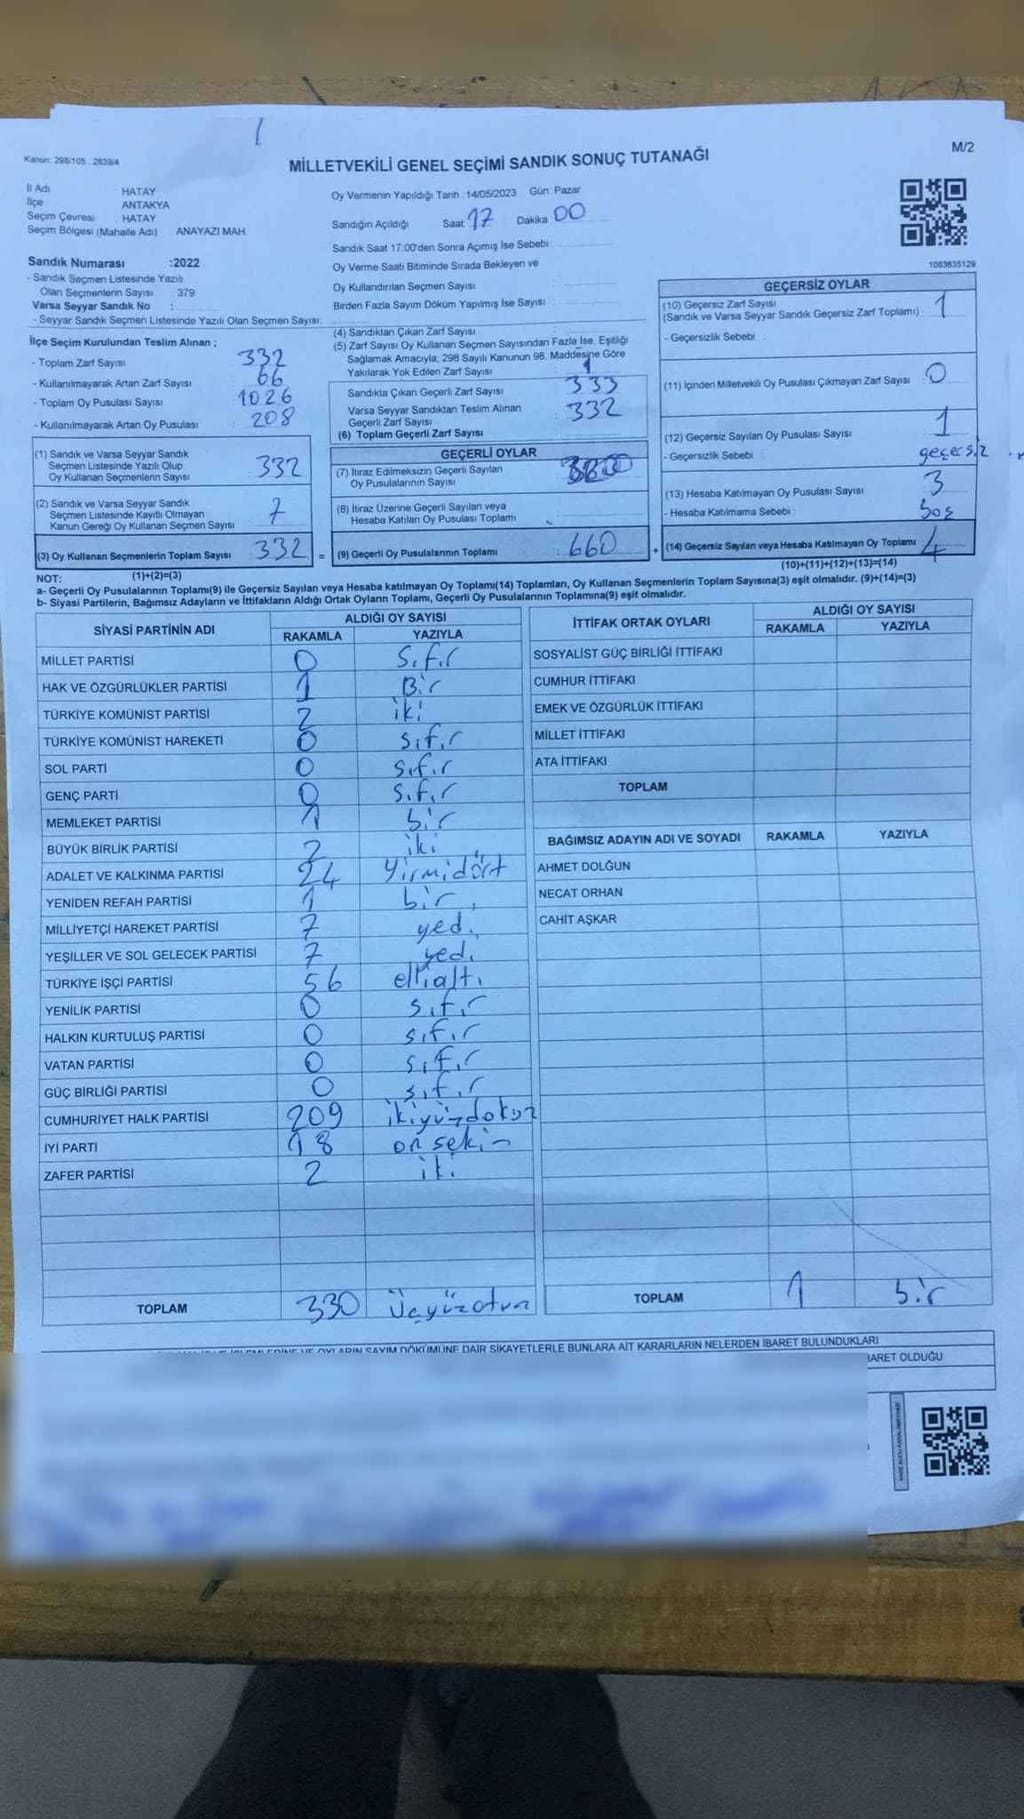 M/2
Kanun: 298/105 , 2839/4
MİLLETVEKİLİ GENEL SEÇİMİ SANDIK SONUÇ TUTANAĞI
İl Adı HATAY
İlçe ANTAKYA
Seçim Çevresi HATAY
Seçim Bölgesi (Mahalle Adı) ANAYAZI MAH.
Sandık Numarası :2022
- Sandık Seçmen Listesinde Yazılı
Olan Seçmenlerin Sayısı : 379
Varsa Seyyar Sandık No :
- Seyyar Sandık Seçmen Listesinde Yazılı Olan Seçmen Sayısı:
İlçe Seçim Kurulundan Teslim Alınan ;
- Toplam Zarf Sayısı 332
- Kullanılmayarak Artan Zarf Sayısı 66
- Toplam Oy Pusulası Sayısı 1026
- Kullanılmayarak Artan Oy Pusulası 208
(1) Sandık ve Varsa Seyyar Sandık
Seçmen Listesinde Yazılı Olup
Oy Kullanan Seçmenlerin Sayısı 332
(2) Sandık ve Varsa Seyyar Sandık
Seçmen Listesinde Kayıtlı Olmayan
Kanun Gereği Oy Kullanan Seçmen Sayısı 7
(3) Oy Kullanan Seçmenlerin Toplam Sayısı 332 =
(1)+(2)=(3)
Oy Vermenin Yapıldığı Tarih :14/05/2023 Gün: Pazar
Sandığın Açıldığı Saat 17 Dakika 00
Sandık Saat 17:00'den Sonra Açımış İse Sebebi :
Oy Verme Saati Bitiminde Sırada Bekleyen ve
Oy Kullandırılan Seçmen Sayısı :
Birden Fazla Sayım Döküm Yapılmış İse Sayısı :
(4) Sandıktan Çıkan Zarf Sayısı
(5) Zarf Sayısı Oy Kullanan Seçmen Sayısından Fazla İse, Eşitliği
Sağlamak Amacıyla; 298 Sayılı Kanunun 98. Maddesine Göre
Yakılarak Yok Edilen Zarf Sayısı 1
Sandıkta Çıkan Geçerli Zarf Sayısı 333
Varsa Seyyar Sandıktan Teslim Alınan
Geçerli Zarf Sayısı 332
(6) Toplam Geçerli Zarf Sayısı
GEÇERLİ OYLAR
(7) İtiraz Edilmeksizin Geçerli Sayılan
Oy Pusulalarının Sayısı
(8) İtiraz Üzerine Geçerli Sayılan veya
Hesaba Katılan Oy Pusulası Toplamı
(9) Geçerli Oy Pusulalarının Toplamı 660 +
1083635129
GEÇERSİZ OYLAR
(10) Geçersiz Zarf Sayısı 1
(Sandık ve Varsa Seyyar Sandık Geçersiz Zarf Toplamı)
- Geçersizlik Sebebi :
(11) İçinden Milletvekili Oy Pusulası Çıkmayan Zarf Sayısı 0
(12) Geçersiz Sayılan Oy Pusulası Sayısı 1
- Geçersizlik Sebebi : geçersiz
(13) Hesaba Katılmayan Oy Pusulası Sayısı 3
- Hesaba Katılmama Sebebi : boş
(14) Geçersiz Sayılan veya Hesaba Katılmayan Oy Toplamı 4
(10)+(11)+(12)+(13)=(14)
NOT:
a- Geçerli Oy Pusulalarının Toplamı(9) ile Geçersiz Sayılan veya Hesaba katılmayan Oy Toplamı(14) Toplamları, Oy Kullanan Seçmenlerin Toplam Sayısına(3) eşit olmalıdır. (9)+(14)=(3)
b- Siyasi Partilerin, Bağımsız Adayların ve İttifakların Aldığı Ortak Oyların Toplamı, Geçerli Oy Pusulalarının Toplamına(9) eşit olmalıdır.
SİYASİ PARTİNİN ADI ALDIĞI OY SAYISI
RAKAMLA YAZIYLA
MİLLET PARTİSİ 0 Sıfır
HAK VE ÖZGÜRLÜKLER PARTİSİ 1 Bir
TÜRKİYE KOMÜNİST PARTİSİ 2 iki
TÜRKİYE KOMÜNİST HAREKETİ 0 sıfır
SOL PARTİ 0 sıfır
GENÇ PARTİ 0 sıfır
MEMLEKET PARTİSİ 1 bir
BÜYÜK BİRLİK PARTİSİ 2 iki
ADALET VE KALKINMA PARTİSİ 24 Yirmidört
YENİDEN REFAH PARTİSİ 1 bir
MİLLİYETÇİ HAREKET PARTİSİ 7 yedi
YEŞİLLER VE SOL GELECEK PARTİSİ 7 yedi
TÜRKİYE İŞÇİ PARTİSİ 56 ellialtı
YENİLİK PARTİSİ 0 sıfır
HALKIN KURTULUŞ PARTİSİ 0 sıfır
VATAN PARTİSİ 0 sıfır
GÜÇ BİRLİĞİ PARTİSİ 0 sıfır
CUMHURİYET HALK PARTİSİ 209 ikiyüzdokuz
İYİ PARTİ 18 on sekiz
ZAFER PARTİSİ 2 iki
TOPLAM 330 Üçyüzotuz
İTTİFAK ORTAK OYLARI ALDIĞI OY SAYISI
RAKAMLA YAZIYLA
SOSYALİST GÜÇ BİRLİĞİ İTTİFAKI
CUMHUR İTTİFAKI
EMEK VE ÖZGÜRLÜK İTTİFAKI
MİLLET İTTİFAKI
ATA İTTİFAKI
TOPLAM
BAĞIMSIZ ADAYIN ADI VE SOYADI RAKAMLA YAZIYLA
AHMET DOLĞUN
NECAT ORHAN
CAHİT AŞKAR
TOPLAM 1 bir
OYLARIN SAYIM DÖKÜMÜNE DAİR ŞİKAYETLERLE BUNLARA AİT KARARLARIN NELERDEN İBARET BULUNDUKLARI
BARET OLDUĞU